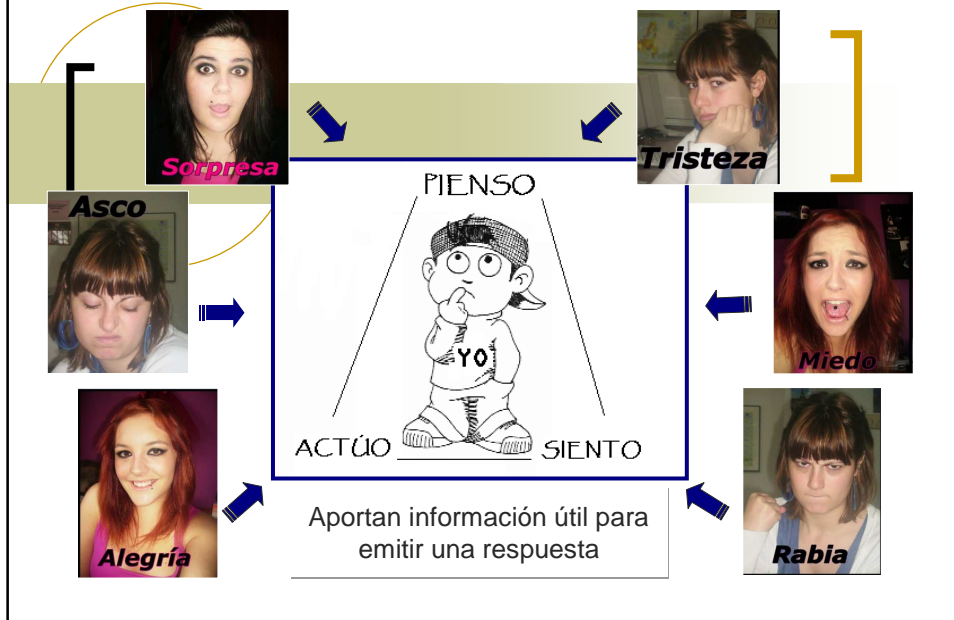 Sorpresa
Tristeza
PIENSO
Asco
YO
Miedo
ACTÚO
SIENTO
Aportan información útil para
emitir una respuesta
Alegría
Rabia